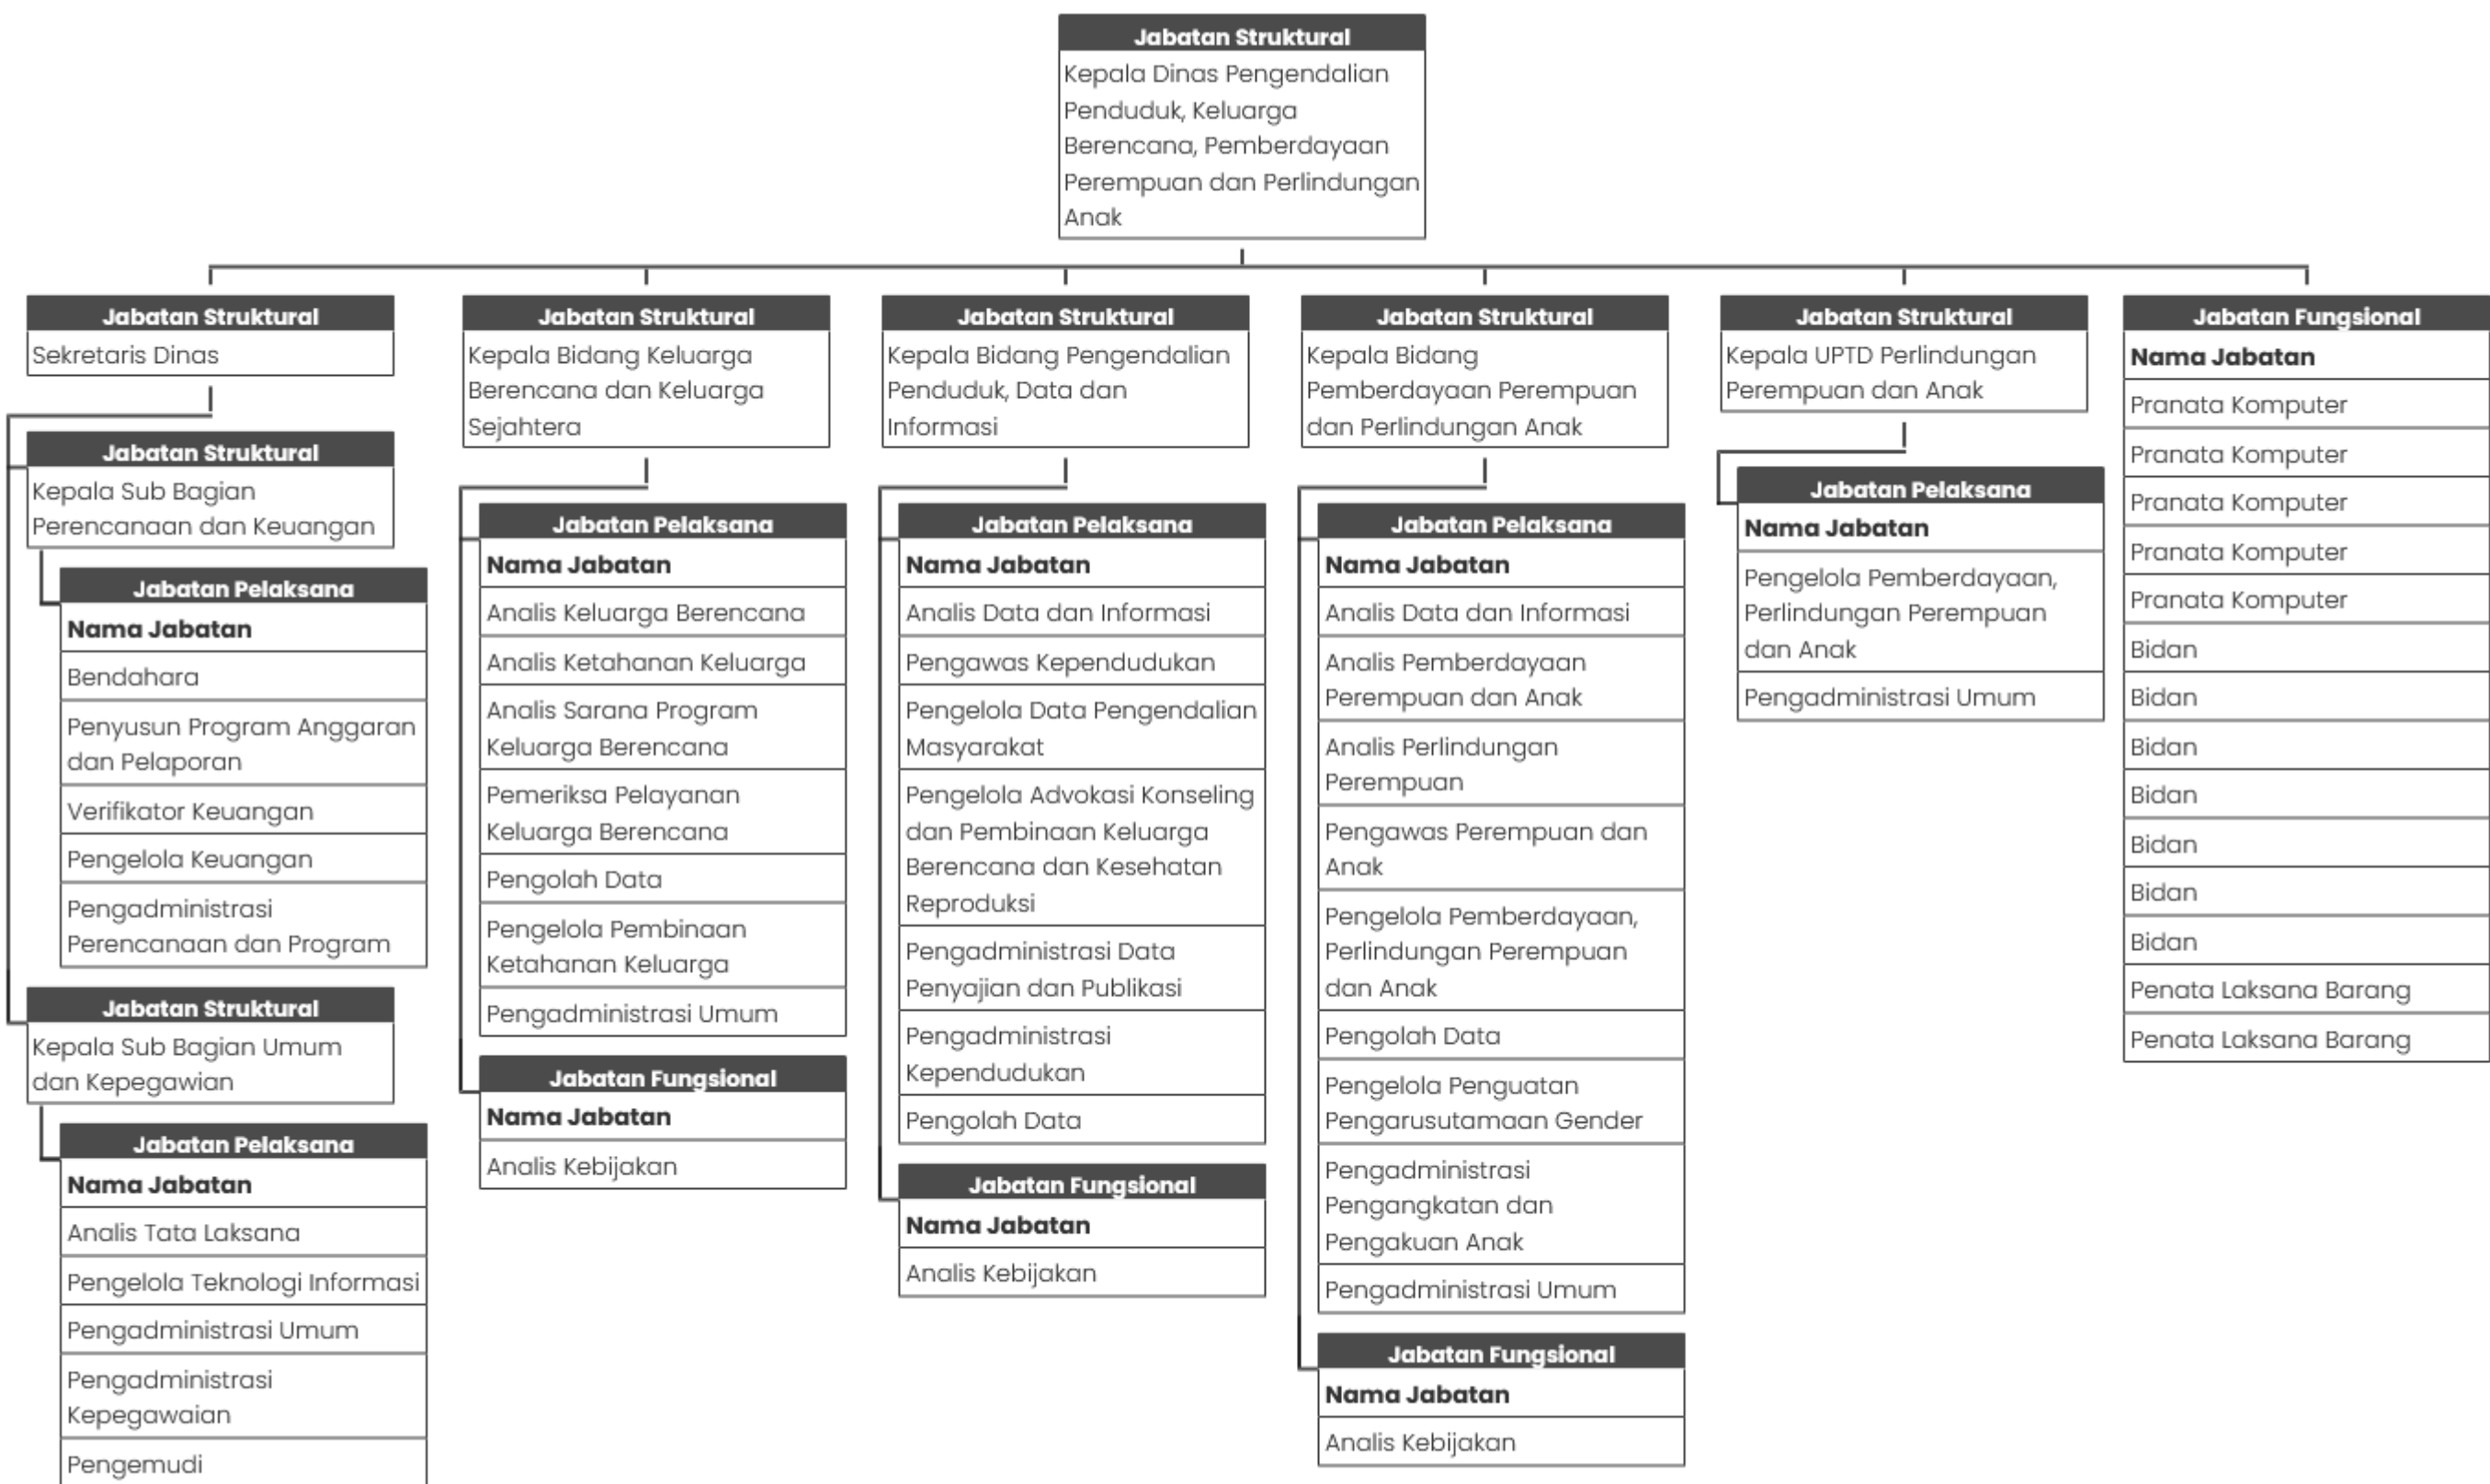 Jabatan Struktural
Kepala Dinas Pengendalian
Penduduk, Keluarga
Berencana, Pemberdayaan
Perempuan dan Perlindungan
Anak
Jabatan Struktural
Sekretaris Dinas
Jabatan Struktural
Kepala Sub Bagian
Perencanaan dan Keuangan
Jabatan Pelaksana
Nama Jabatan
Bendahara
Penyusun Program Anggaran
dan Pelaporan
Verifikator Keuangan
Pengelola Keuangan
Pengadministrasi
Perencanaan dan Program
Jabatan Struktural
Kepala Sub Bagian Umum
dan Kepegawian
Jabatan Pelaksana
Nama Jabatan
Analis Tata Laksana
Pengelola Teknologi Informasi
Pengadministrasi Umum
Pengadministrasi
Kepegawaian
Pengemudi
Jabatan Struktural
Kepala Bidang Keluarga
Berencana dan Keluarga
Sejahtera
Jabatan Pelaksana
Nama Jabatan
Analis Keluarga Berencana
Analis Ketahanan Keluarga
Analis Sarana Program
Keluarga Berencana
Pemeriksa Pelayanan
Keluarga Berencana
Pengolah Data
Pengelola Pembinaan
Ketahanan Keluarga
Pengadministrasi Umum
Jabatan Fungsional
Nama Jabatan
Analis Kebijakan
Jabatan Struktural
Kepala Bidang Pengendalian
Penduduk, Data dan
Informasi
Jabatan Pelaksana
Nama Jabatan
Analis Data dan Informasi
Pengawas Kependudukan
Pengelola Data Pengendalian
Masyarakat
Pengelola Advokasi Konseling
dan Pembinaan Keluarga
Berencana dan Kesehatan
Reproduksi
Pengadministrasi Data
Penyajian dan Publikasi
Pengadministrasi
Kependudukan
Pengolah Data
Jabatan Fungsional
Nama Jabatan
Analis Kebijakan
Jabatan Struktural
Kepala Bidang
Pemberdayaan Perempuan
dan Perlindungan Anak
Jabatan Pelaksana
Nama Jabatan
Analis Data dan Informasi
Analis Pemberdayaan
Perempuan dan Anak
Analis Perlindungan
Perempuan
Pengawas Perempuan dan
Anak
Pengelola Pemberdayaan,
Perlindungan Perempuan
dan Anak
Pengolah Data
Pengelola Penguatan
Pengarusutamaan Gender
Pengadministrasi
Pengangkatan dan
Pengakuan Anak
Pengadministrasi Umum
Jabatan Fungsional
Nama Jabatan
Analis Kebijakan
Jabatan Struktural
Kepala UPTD Perlindungan
Perempuan dan Anak
Jabatan Pelaksana
Nama Jabatan
Pengelola Pemberdayaan,
Perlindungan Perempuan
dan Anak
Pengadministrasi Umum
Jabatan Fungsional
Nama Jabatan
Pranata Komputer
Pranata Komputer
Pranata Komputer
Pranata Komputer
Pranata Komputer
Bidan
Bidan
Bidan
Bidan
Bidan
Bidan
Bidan
Penata Laksana Barang
Penata Laksana Barang